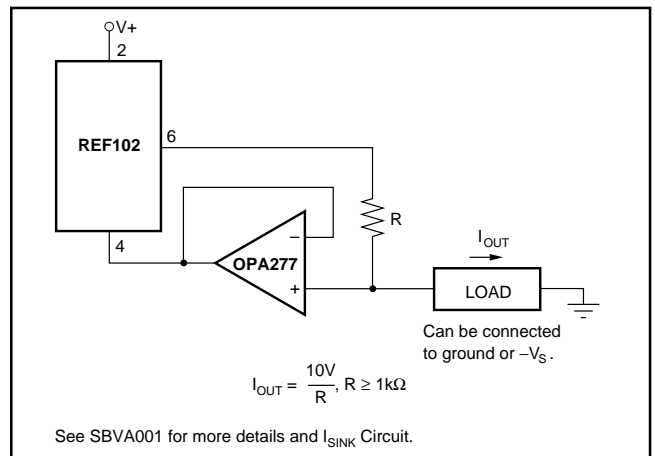 V+
2
REF102
6
4
R
−
OPA277
+
I_OUT
LOAD
Can be connected
to ground or −V_S.
I_OUT = 10V/R, R ≥ 1kΩ
See SBVA001 for more details and I_SINK Circuit.